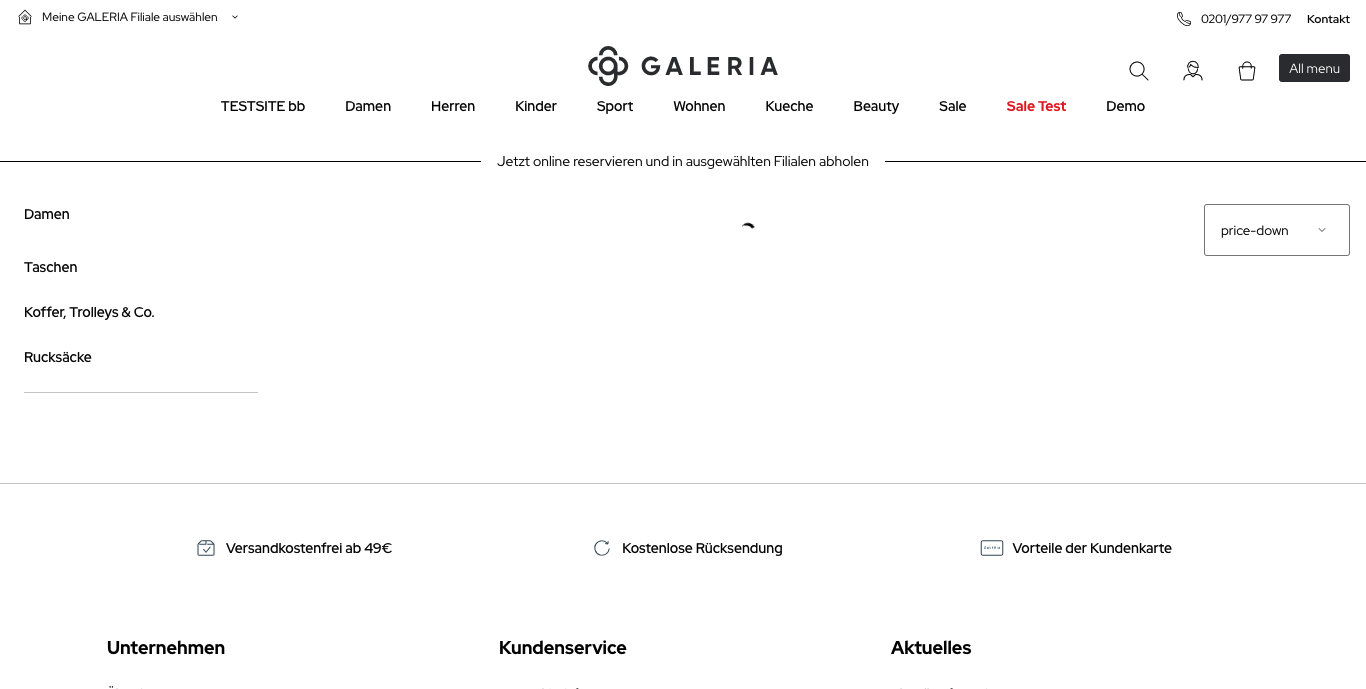 Meine GALERIA Filiale auswählen
0201/977 97 977 Kontakt
GALERIA
All menu
TESTSITE bb Damen Herren Kinder Sport Wohnen Kueche Beauty Sale Sale Test Demo
Jetzt online reservieren und in ausgewählten Filialen abholen
Damen
price-down
Taschen
Koffer, Trolleys & Co.
Rucksäcke
Versandkostenfrei ab 49€ Kostenlose Rücksendung Vorteile der Kundenkarte
Unternehmen Kundenservice Aktuelles